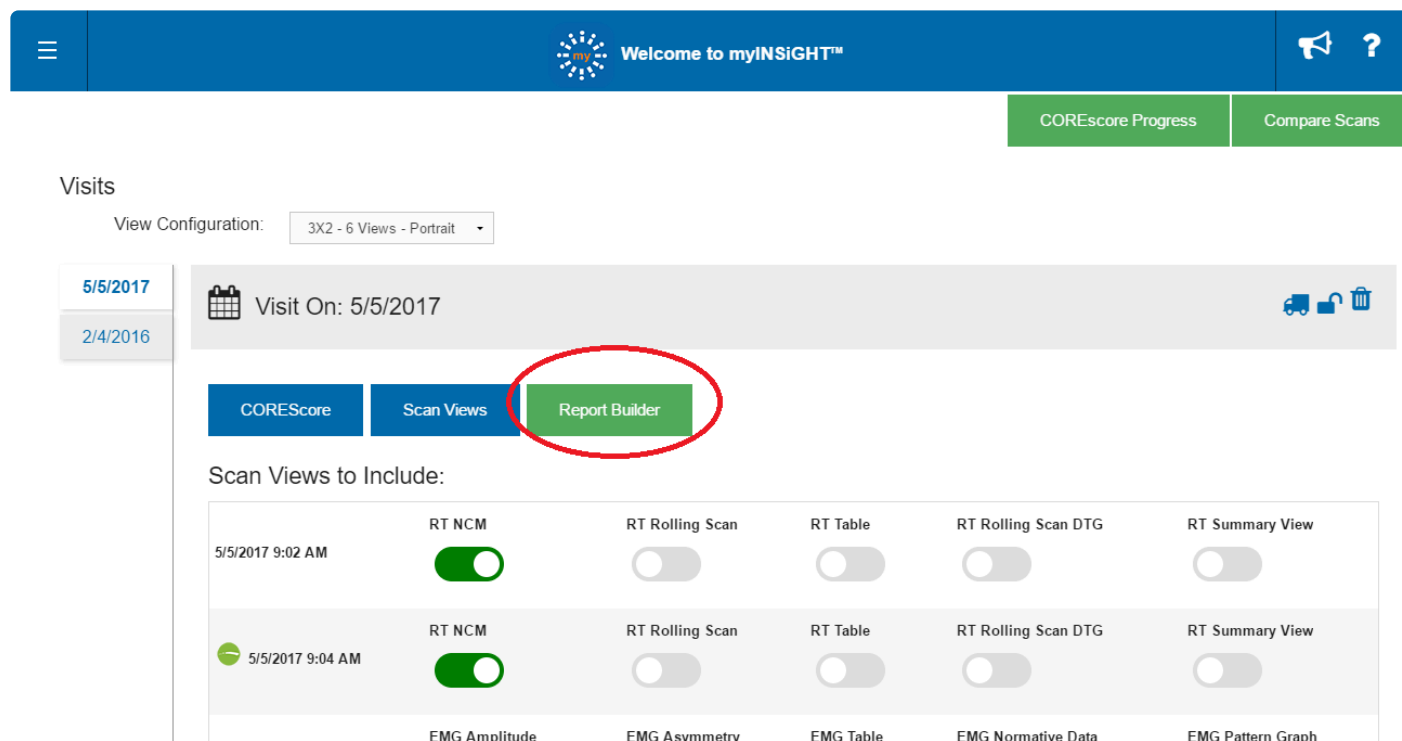 my Welcome to myINSiGHT™ ?
COREscore Progress Compare Scans
Visits
View Configuration: 3X2 - 6 Views - Portrait
5/5/2017
Visit On: 5/5/2017
2/4/2016
COREScore Scan Views Report Builder
Scan Views to Include:
RT NCM RT Rolling Scan RT Table RT Rolling Scan DTG RT Summary View
5/5/2017 9:02 AM
RT NCM RT Rolling Scan RT Table RT Rolling Scan DTG RT Summary View
5/5/2017 9:04 AM
EMG Amplitude EMG Asymmetry EMG Table EMG Normative Data EMG Pattern Graph